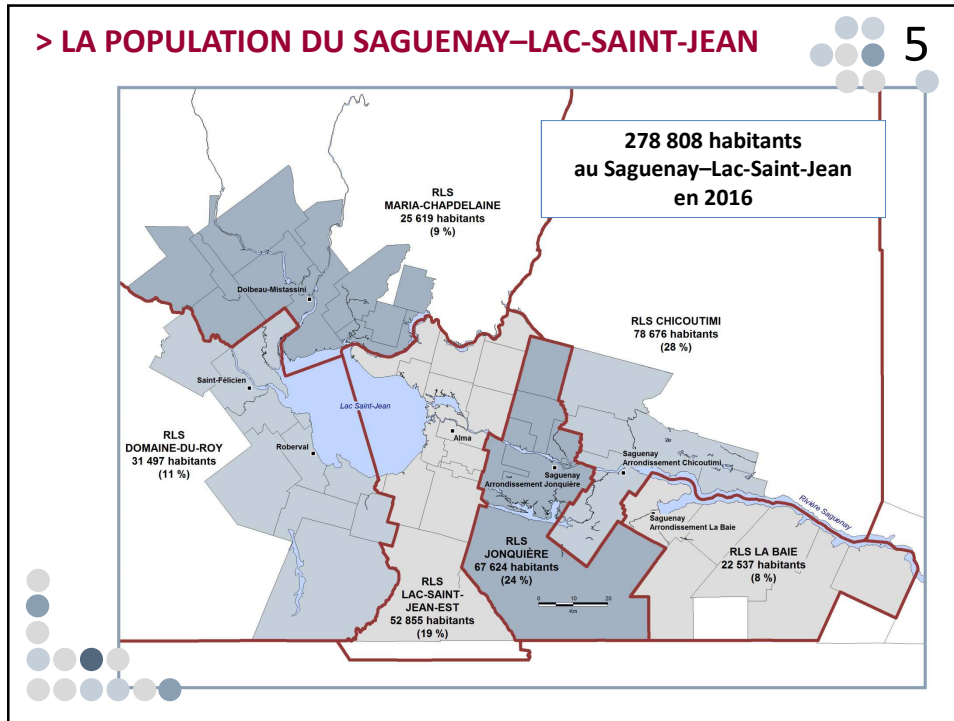 > LA POPULATION DU SAGUENAY–LAC-SAINT-JEAN
5
278 808 habitants
au Saguenay–Lac-Saint-Jean
en 2016
RLS
MARIA-CHAPDELAINE
25 619 habitants
(9 %)
Dolbeau-Mistassini
RLS CHICOUTIMI
78 676 habitants
(28 %)
Saint-Félicien
Lac Saint-Jean
RLS
DOMAINE-DU-ROY
31 497 habitants
(11 %)
Roberval
Alma
Saguenay
Arrondissement Jonquière
Saguenay
Arrondissement Chicoutimi
Rivière Saguenay
Saguenay
Arrondissement La Baie
RLS
JONQUIÈRE
67 624 habitants
(24 %)
RLS LA BAIE
22 537 habitants
(8 %)
RLS
LAC-SAINT-
JEAN-EST
52 855 habitants
(19 %)
0 10 20
Km